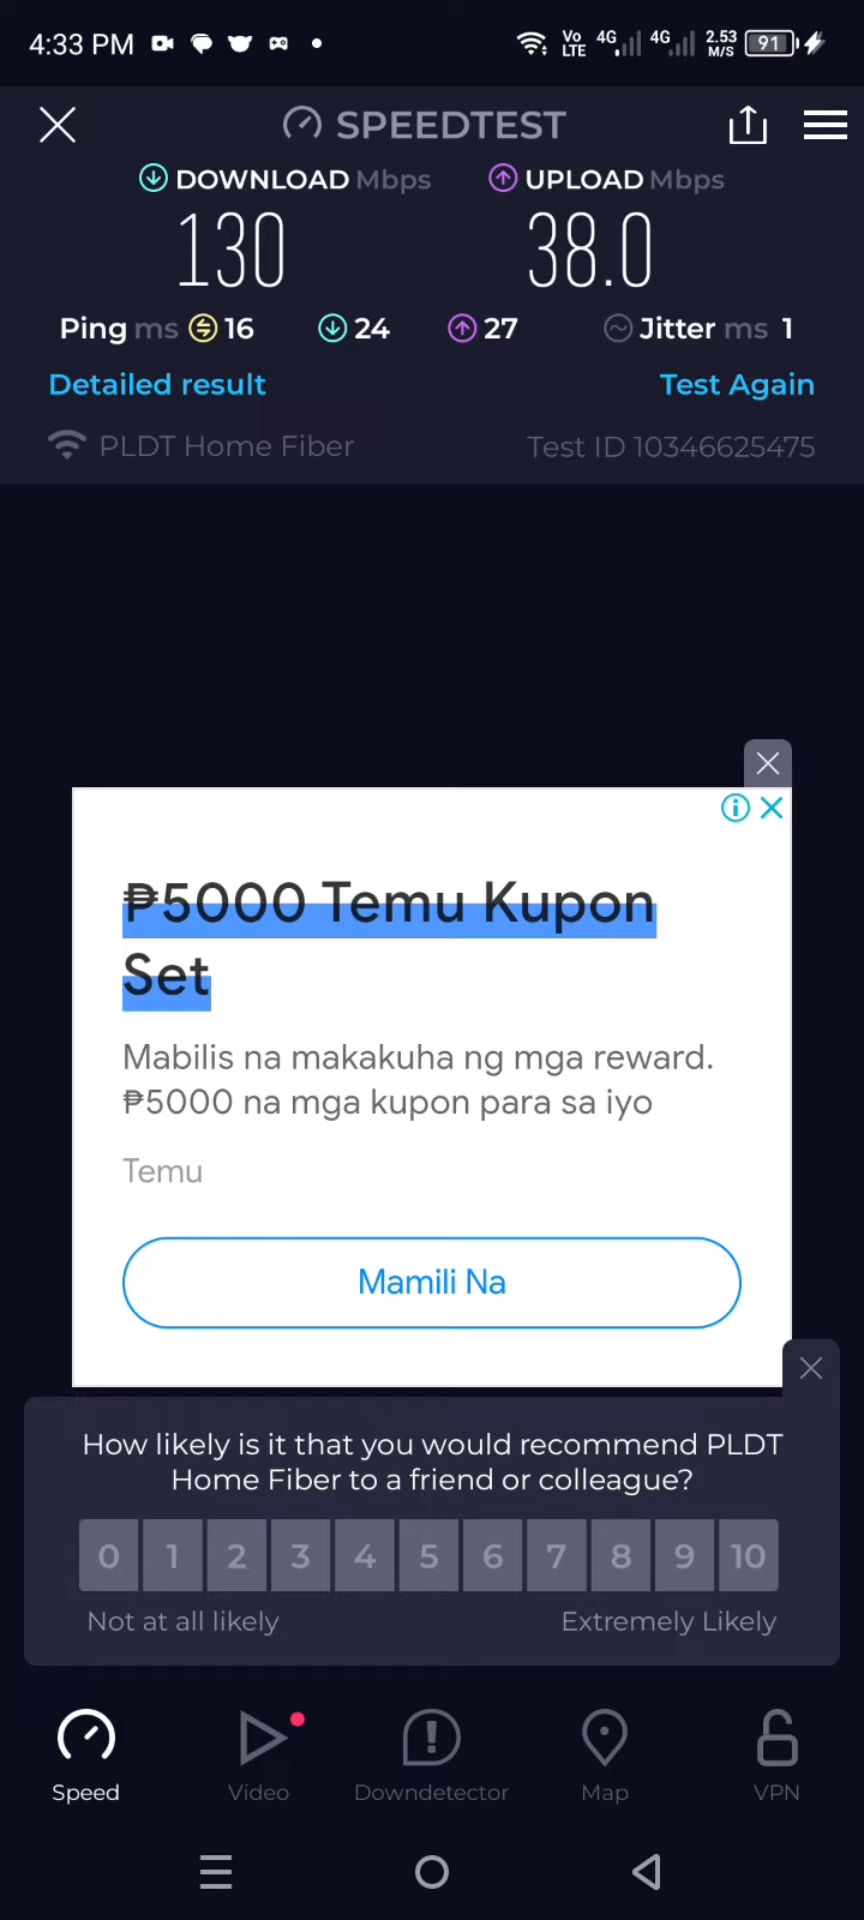 4:33 PM Vo LTE 4G 4G 2.53 M/S 91
SPEEDTEST
DOWNLOAD Mbps UPLOAD Mbps
130 38.0
Ping ms 16 24 27 Jitter ms 1
Detailed result Test Again
PLDT Home Fiber Test ID 10346625475
₱5000 Temu Kupon
Set
Mabilis na makakuha ng mga reward.
₱5000 na mga kupon para sa iyo
Temu
Mamili Na
How likely is it that you would recommend PLDT
Home Fiber to a friend or colleague?
0 1 2 3 4 5 6 7 8 9 10
Not at all likely Extremely Likely
Speed Video Downdetector Map VPN